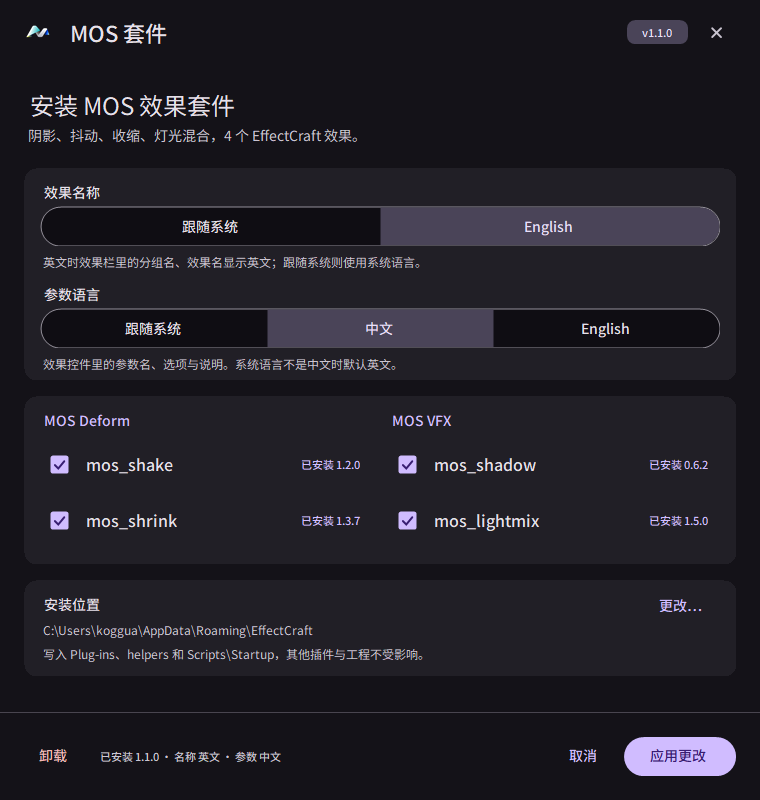 MOS 套件
v1.1.0
安装 MOS 效果套件
阴影、抖动、收缩、灯光混合，4 个 EffectCraft 效果。
效果名称
跟随系统
English
英文时效果栏里的分组名、效果名显示英文；跟随系统则使用系统语言。
参数语言
跟随系统
中文
English
效果控件里的参数名、选项与说明。系统语言不是中文时默认英文。
MOS Deform
MOS VFX
mos_shake
已安装 1.2.0
mos_shadow
已安装 0.6.2
mos_shrink
已安装 1.3.7
mos_lightmix
已安装 1.5.0
安装位置
更改...
C:\Users\koggua\AppData\Roaming\EffectCraft
写入 Plug-ins、helpers 和 Scripts\Startup，其他插件与工程不受影响。
卸载
已安装 1.1.0 · 名称 英文 · 参数 中文
取消
应用更改